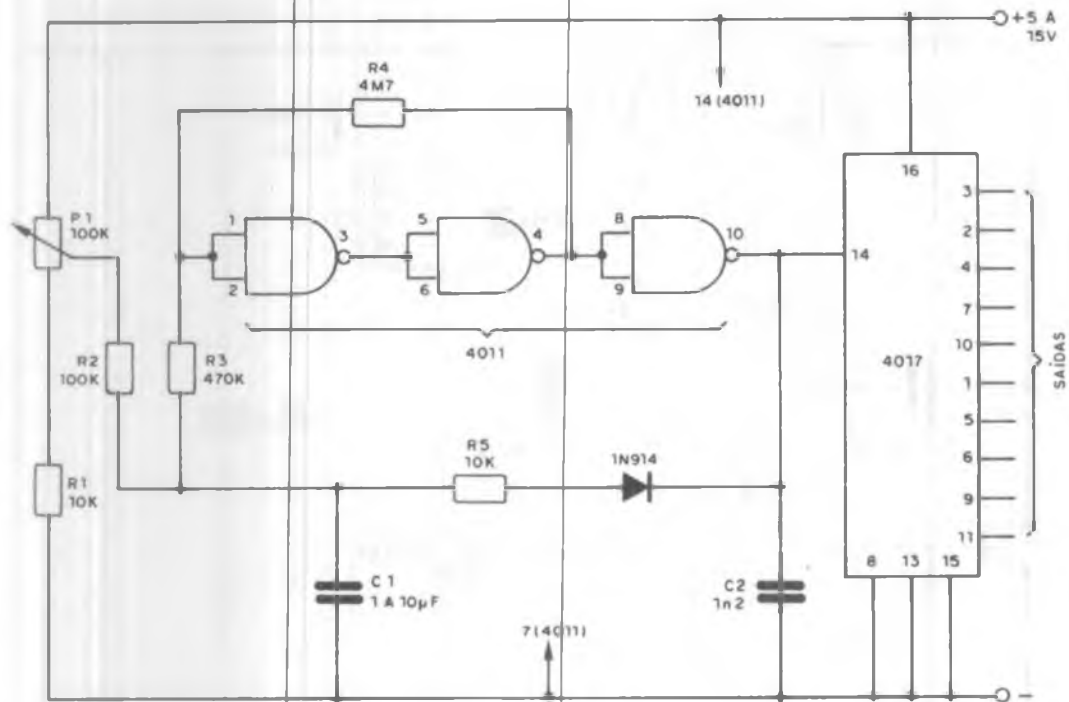 +5 A
15V
R4
4M7
14 (4011)
16
P1
100K
1
2
3
5
6
4
8
9
10
14
3
2
4
7
10
1
5
6
9
11
4017
SAÍDAS
4011
R2
100K
R3
470K
R1
10K
R5
10K
1N914
8
13
15
C1
1 A 10µF
C2
1n2
7(4011)
-